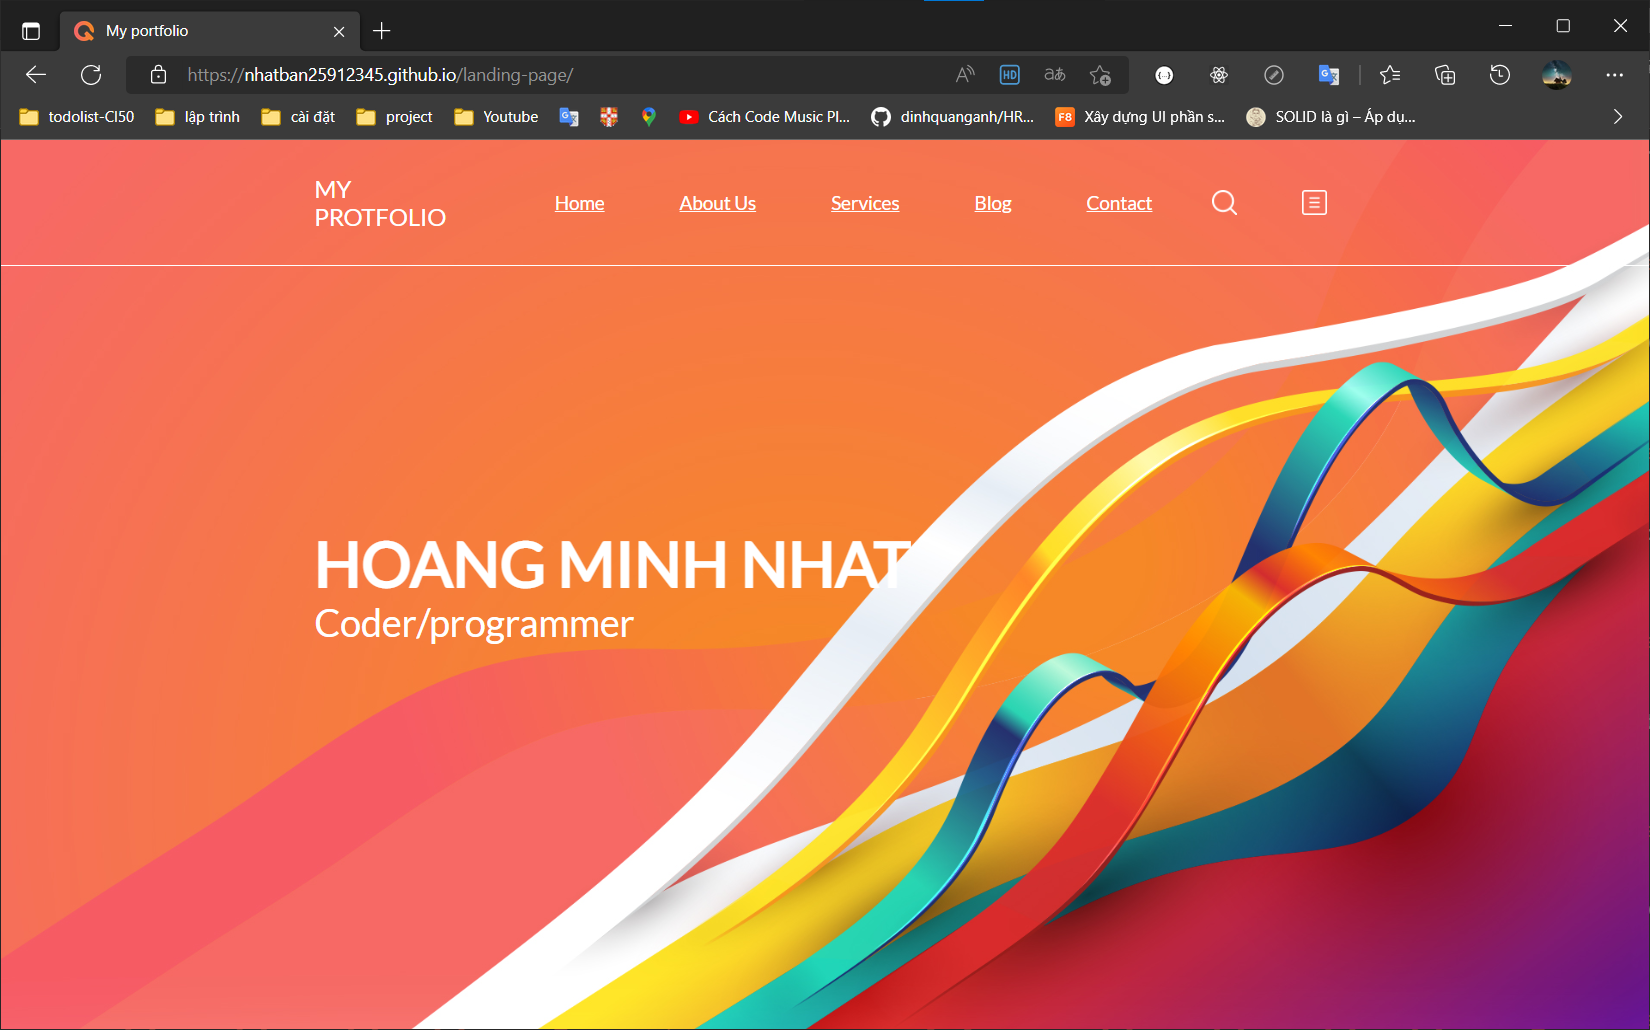 My portfolio
https://nhatban25912345.github.io/landing-page/
HD
todolist-CI50 lập trình cài đặt project Youtube Cách Code Music Pl... dinhquanganh/HR... F8 Xây dựng UI phần s... SOLID là gì – Áp dụ...
MY
PROTFOLIO
Home About Us Services Blog Contact
HOANG MINH NHAT
Coder/programmer